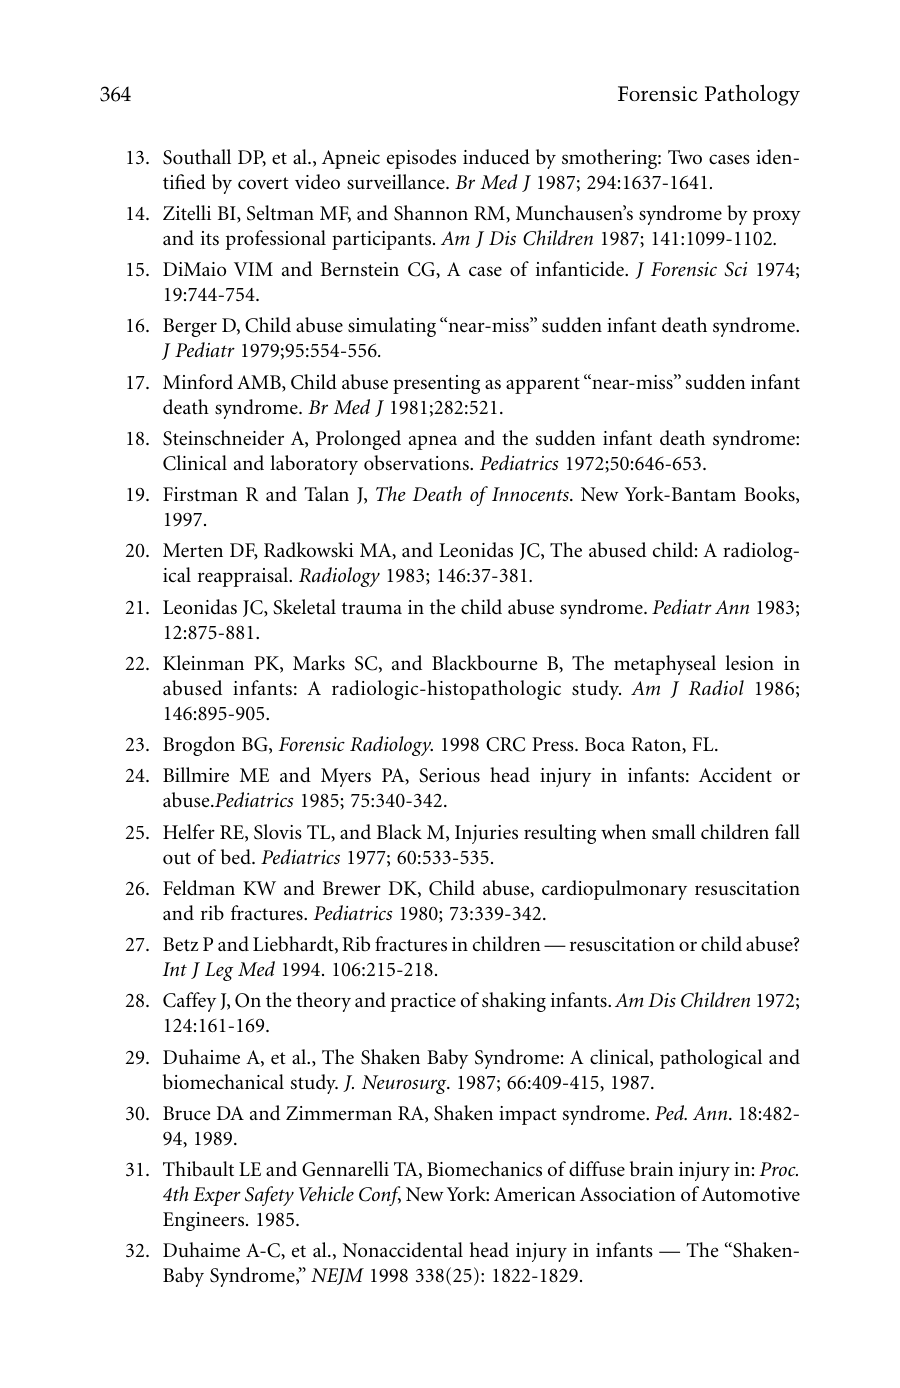 364 Forensic Pathology
13. Southall DP, et al., Apneic episodes induced by smothering: Two cases iden-
tified by covert video surveillance. Br Med J 1987; 294:1637-1641.
14. Zitelli BI, Seltman MF, and Shannon RM, Munchausen’s syndrome by proxy
and its professional participants. Am J Dis Children 1987; 141:1099-1102.
15. DiMaio VIM and Bernstein CG, A case of infanticide. J Forensic Sci 1974;
19:744-754.
16. Berger D, Child abuse simulating “near-miss” sudden infant death syndrome.
J Pediatr 1979;95:554-556.
17. Minford AMB, Child abuse presenting as apparent “near-miss” sudden infant
death syndrome. Br Med J 1981;282:521.
18. Steinschneider A, Prolonged apnea and the sudden infant death syndrome:
Clinical and laboratory observations. Pediatrics 1972;50:646-653.
19. Firstman R and Talan J, The Death of Innocents. New York-Bantam Books,
1997.
20. Merten DF, Radkowski MA, and Leonidas JC, The abused child: A radiolog-
ical reappraisal. Radiology 1983; 146:37-381.
21. Leonidas JC, Skeletal trauma in the child abuse syndrome. Pediatr Ann 1983;
12:875-881.
22. Kleinman PK, Marks SC, and Blackbourne B, The metaphyseal lesion in
abused infants: A radiologic-histopathologic study. Am J Radiol 1986;
146:895-905.
23. Brogdon BG, Forensic Radiology. 1998 CRC Press. Boca Raton, FL.
24. Billmire ME and Myers PA, Serious head injury in infants: Accident or
abuse.Pediatrics 1985; 75:340-342.
25. Helfer RE, Slovis TL, and Black M, Injuries resulting when small children fall
out of bed. Pediatrics 1977; 60:533-535.
26. Feldman KW and Brewer DK, Child abuse, cardiopulmonary resuscitation
and rib fractures. Pediatrics 1980; 73:339-342.
27. Betz P and Liebhardt, Rib fractures in children — resuscitation or child abuse?
Int J Leg Med 1994. 106:215-218.
28. Caffey J, On the theory and practice of shaking infants. Am Dis Children 1972;
124:161-169.
29. Duhaime A, et al., The Shaken Baby Syndrome: A clinical, pathological and
biomechanical study. J. Neurosurg. 1987; 66:409-415, 1987.
30. Bruce DA and Zimmerman RA, Shaken impact syndrome. Ped. Ann. 18:482-
94, 1989.
31. Thibault LE and Gennarelli TA, Biomechanics of diffuse brain injury in: Proc.
4th Exper Safety Vehicle Conf, New York: American Association of Automotive
Engineers. 1985.
32. Duhaime A-C, et al., Nonaccidental head injury in infants — The “Shaken-
Baby Syndrome,” NEJM 1998 338(25): 1822-1829.